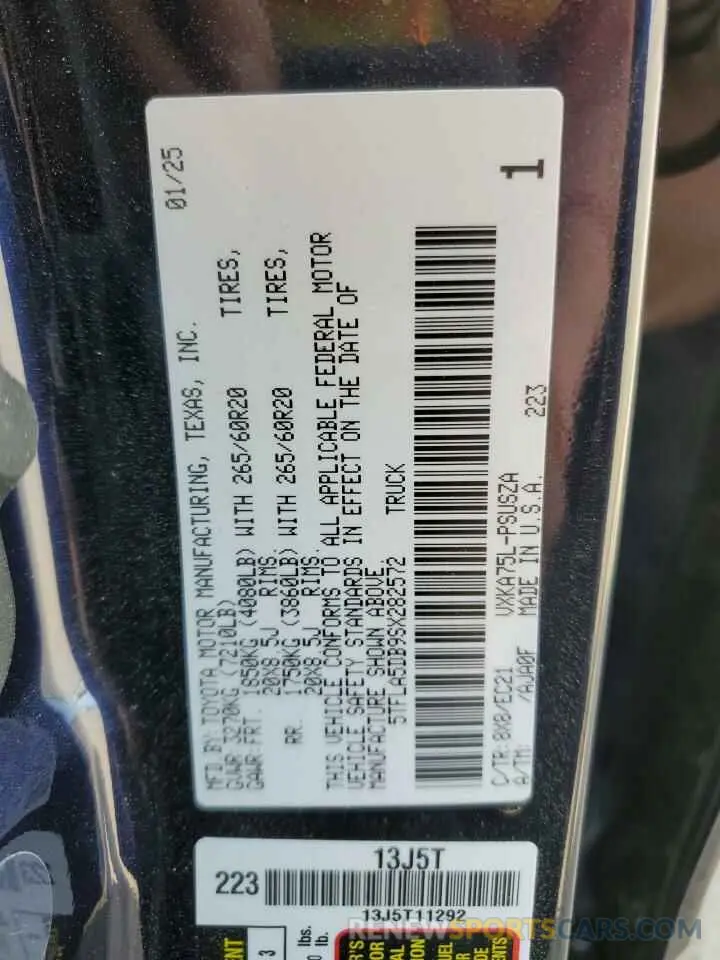 MFD.BY: TOYOTA MOTOR MANUFACTURING, TEXAS, INC. 01/25
GVWR 3270KG (7210LB)
GAWR: FRT. 1850KG (4080LB) WITH 265/60R20 TIRES,
20X8.5J RIMS.
RR. 1750KG (3860LB) WITH 265/60R20 TIRES,
20X8.5J RIMS.
THIS VEHICLE CONFORMS TO ALL APPLICABLE FEDERAL MOTOR
VEHICLE SAFETY STANDARDS IN EFFECT ON THE DATE OF
MANUFACTURE SHOWN ABOVE.
5TFLA5DB9SX282572 TRUCK
C/TR: 8X8/EC21 VXKA75L-PSUSZA 223
A/TM: /AJA0F MADE IN U.S.A.
1
13J5T
223
13J5T11292
lbs.
lb.
3
RENEWSPORTSCARS.COM